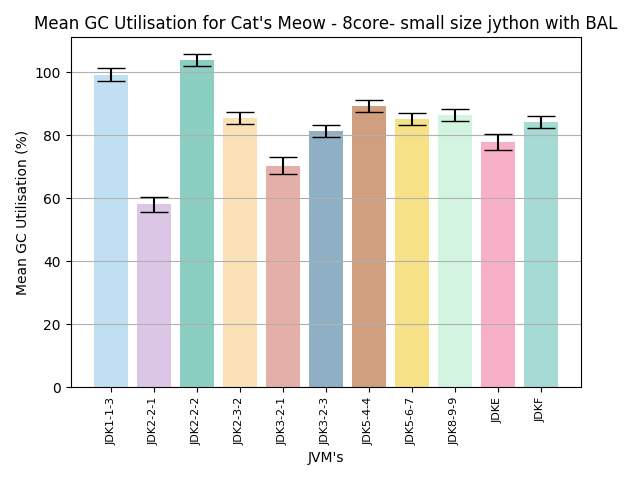 Mean GC Utilisation for Cat's Meow - 8core- small size jython with BAL
Mean GC Utilisation (%)
100
80
60
40
20
0
JDK1-1-3
JDK2-2-1
JDK2-2-2
JDK2-3-2
JDK3-2-1
JDK3-2-3
JDK5-4-4
JDK5-6-7
JDK8-9-9
JDKE
JDKF
JVM's